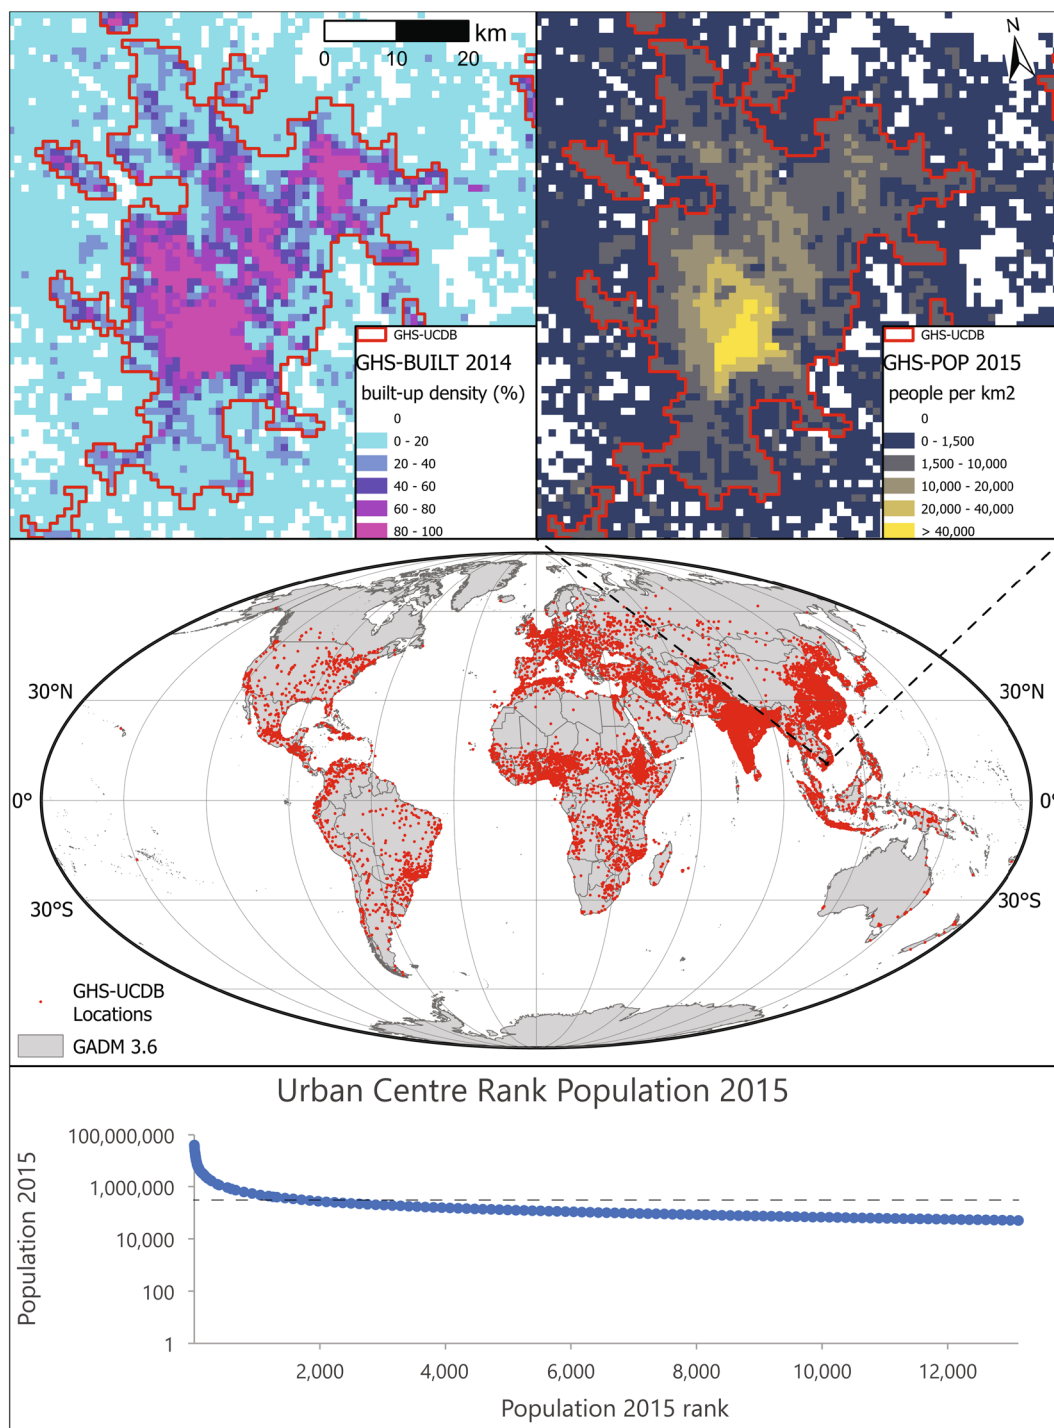 km
0 10 20
GHS-UCDB
GHS-BUILT 2014
built-up density (%)
0
0 - 20
20 - 40
40 - 60
60 - 80
80 - 100
N
GHS-UCDB
GHS-POP 2015
people per km2
0
0 - 1,500
1,500 - 10,000
10,000 - 20,000
20,000 - 40,000
> 40,000
30°N
30°N
0°
0°
30°S
30°S
GHS-UCDB
Locations
GADM 3.6
Urban Centre Rank Population 2015
Population 2015
100,000,000
1,000,000
10,000
100
1
2,000 4,000 6,000 8,000 10,000 12,000
Population 2015 rank